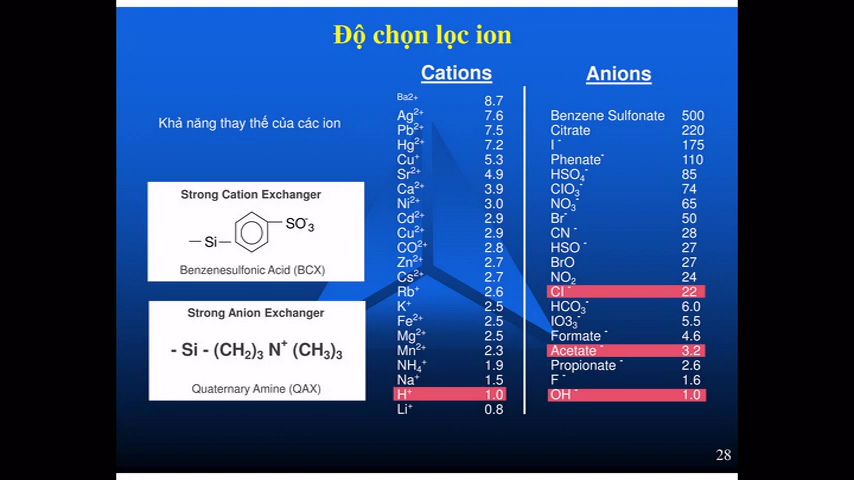 Độ chọn lọc ion
Khả năng thay thế của các ion
Strong Cation Exchanger
— Si — SO⁻₃
Benzenesulfonic Acid (BCX)
Strong Anion Exchanger
- Si - (CH₂)₃ N⁺ (CH₃)₃
Quaternary Amine (QAX)
Cations
Ba2+ 8.7
Ag²⁺ 7.6
Pb²⁺ 7.5
Hg²⁺ 7.2
Cu⁺ 5.3
Sr²⁺ 4.9
Ca²⁺ 3.9
Ni²⁺ 3.0
Cd²⁺ 2.9
Cu²⁺ 2.9
CO²⁺ 2.8
Zn²⁺ 2.7
Cs²⁺ 2.7
Rb⁺ 2.6
K⁺ 2.5
Fe²⁺ 2.5
Mg²⁺ 2.5
Mn²⁺ 2.3
NH₄⁺ 1.9
Na⁺ 1.5
H⁺ 1.0
Li⁺ 0.8
Anions
Benzene Sulfonate 500
Citrate 220
I ⁻ 175
Phenate⁻ 110
HSO₄⁻ 85
ClO₃⁻ 74
NO₃⁻ 65
Br⁻ 50
CN ⁻ 28
HSO ⁻ 27
BrO 27
NO₂⁻ 24
Cl ⁻ 22
HCO₃⁻ 6.0
IO3₃⁻ 5.5
Formate ⁻ 4.6
Acetate ⁻ 3.2
Propionate ⁻ 2.6
F ⁻ 1.6
OH ⁻ 1.0
28